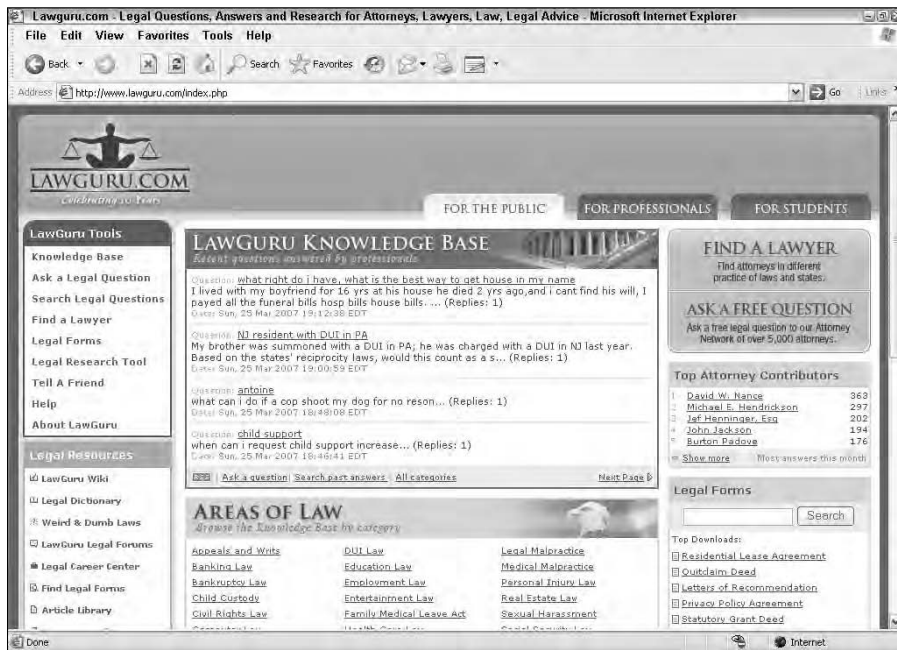 Lawguru.com - Legal Questions, Answers and Research for Attorneys, Lawyers, Law, Legal Advice - Microsoft Internet Explorer
File Edit View Favorites Tools Help
Back Search Favorites
Address http://www.lawguru.com/index.php Go Links
LAWGURU.COM
Celebrating 10 Years
FOR THE PUBLIC FOR PROFESSIONALS FOR STUDENTS
LawGuru Tools
Knowledge Base
Ask a Legal Question
Search Legal Questions
Find a Lawyer
Legal Forms
Legal Research Tool
Tell A Friend
Help
About LawGuru
Legal Resources
LawGuru Wiki
Legal Dictionary
Weird & Dumb Laws
LawGuru Legal Forums
Legal Career Center
Find Legal Forms
Article Library
LAWGURU KNOWLEDGE BASE
Recent questions answered by professionals
Question: what right do i have, what is the best way to get house in my name
I lived with my boyfriend for 16 yrs at his house he died 2 yrs ago,and i cant find his will, I
payed all the funeral bills hosp bills house bills. ... (Replies: 1)
Date: Sun, 25 Mar 2007 19:12:38 EDT
Question: NJ resident with DUI in PA
My brother was summoned with a DUI in PA; he was charged with a DUI in NJ last year.
Based on the states' reciprocity laws, would this count as a s... (Replies: 1)
Date: Sun, 25 Mar 2007 19:00:59 EDT
Question: antoine
what can i do if a cop shoot my dog for no reson... (Replies: 1)
Date: Sun, 25 Mar 2007 18:48:08 EDT
Question: child support
when can i request child support increase... (Replies: 1)
Date: Sun, 25 Mar 2007 18:46:41 EDT
Ask a question| Search past answers | All categories Next Page
AREAS OF LAW
Browse the Knowledge Base by category
Appeals and Writs DUI Law Legal Malpractice
Banking Law Education Law Medical Malpractice
Bankruptcy Law Employment Law Personal Injury Law
Child Custody Entertainment Law Real Estate Law
Civil Rights Law Family Medical Leave Act Sexual Harassment
FIND A LAWYER
Find attorneys in different
practice of laws and states.
ASK A FREE QUESTION
Ask a free legal question to our Attorney
Network of over 5,000 attorneys.
Top Attorney Contributors
1 David W. Nance 363
2 Michael E. Hendrickson 297
3 Jef Henninger, Esq 202
4 John Jackson 194
5 Burton Padove 176
Show more Most answers this month
Legal Forms
Search
Top Downloads:
Residential Lease Agreement
Quitclaim Deed
Letters of Recommendation
Privacy Policy Agreement
Statutory Grant Deed
Done Internet